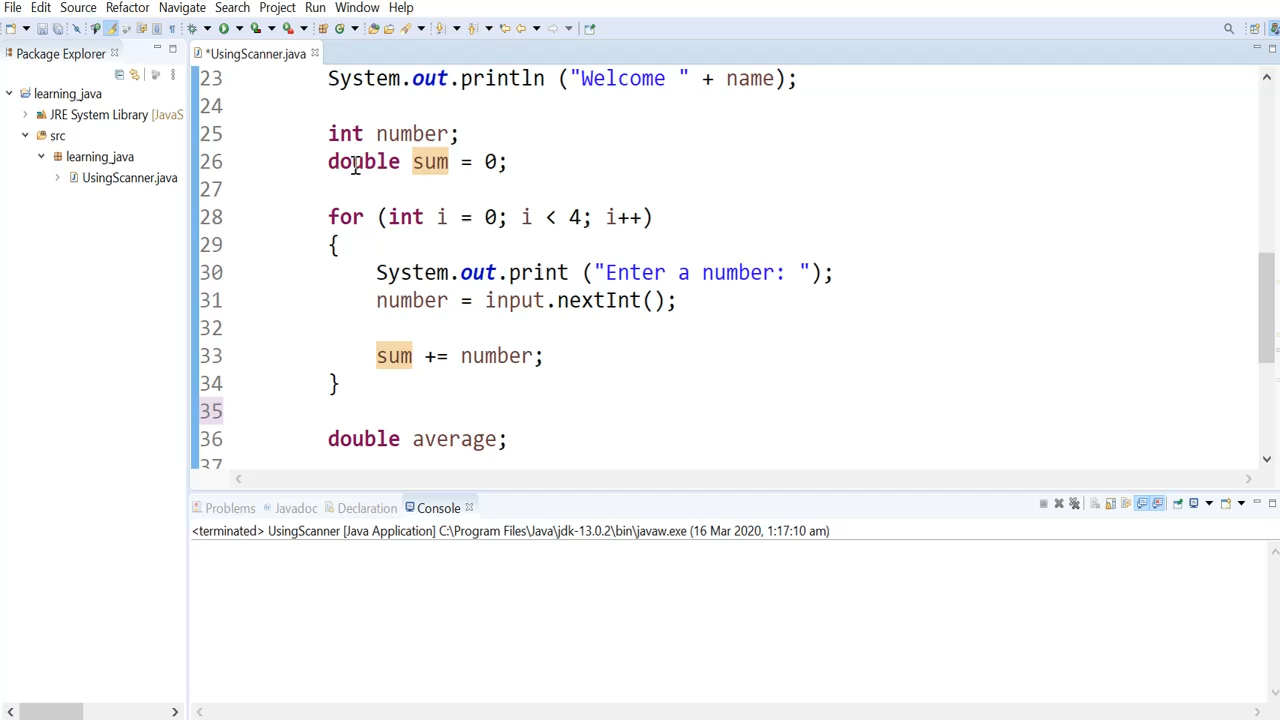 File Edit Source Refactor Navigate Search Project Run Window Help
Package Explorer
*UsingScanner.java
learning_java
JRE System Library [JavaS
src
learning_java
UsingScanner.java
23 System.out.println ("Welcome " + name);
24
25 int number;
26 double sum = 0;
27
28 for (int i = 0; i < 4; i++)
29 {
30 System.out.print ("Enter a number: ");
31 number = input.nextInt();
32
33 sum += number;
34 }
35
36 double average;
37
Problems Javadoc Declaration Console
<terminated> UsingScanner [Java Application] C:\Program Files\Java\jdk-13.0.2\bin\javaw.exe (16 Mar 2020, 1:17:10 am)